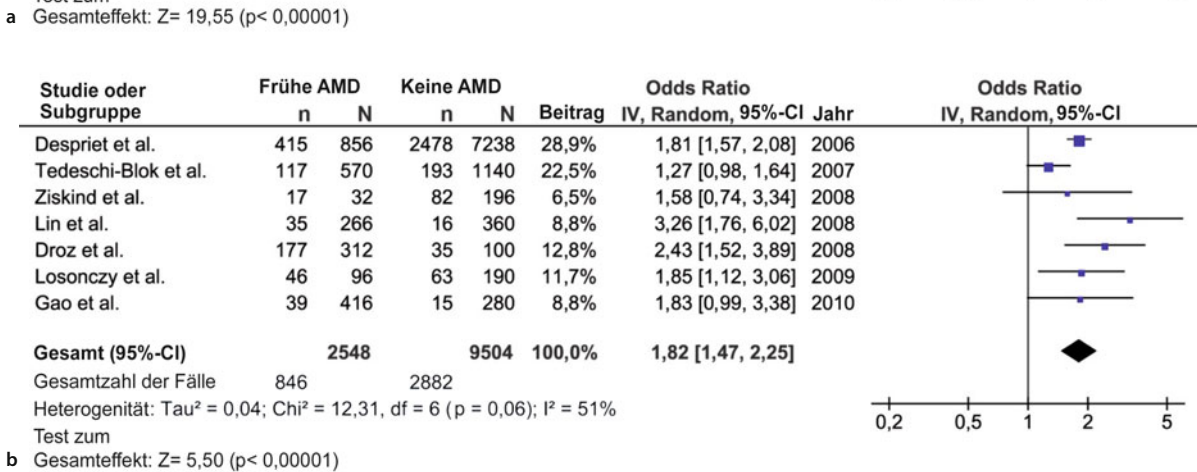 a Gesamteffekt: Z= 19,55 (p< 0,00001)
Studie oder Subgruppe Frühe AMD Keine AMD Odds Ratio Odds Ratio
n N n N Beitrag IV, Random, 95%-CI Jahr IV, Random, 95%-CI
Despriet et al. 415 856 2478 7238 28,9% 1,81 [1,57, 2,08] 2006
Tedeschi-Blok et al. 117 570 193 1140 22,5% 1,27 [0,98, 1,64] 2007
Ziskind et al. 17 32 82 196 6,5% 1,58 [0,74, 3,34] 2008
Lin et al. 35 266 16 360 8,8% 3,26 [1,76, 6,02] 2008
Droz et al. 177 312 35 100 12,8% 2,43 [1,52, 3,89] 2008
Losonczy et al. 46 96 63 190 11,7% 1,85 [1,12, 3,06] 2009
Gao et al. 39 416 15 280 8,8% 1,83 [0,99, 3,38] 2010
Gesamt (95%-CI) 2548 9504 100,0% 1,82 [1,47, 2,25]
Gesamtzahl der Fälle 846 2882
Heterogenität: Tau² = 0,04; Chi² = 12,31, df = 6 (p = 0,06); I² = 51%
0,2 0,5 1 2 5
Test zum
b Gesamteffekt: Z= 5,50 (p< 0,00001)